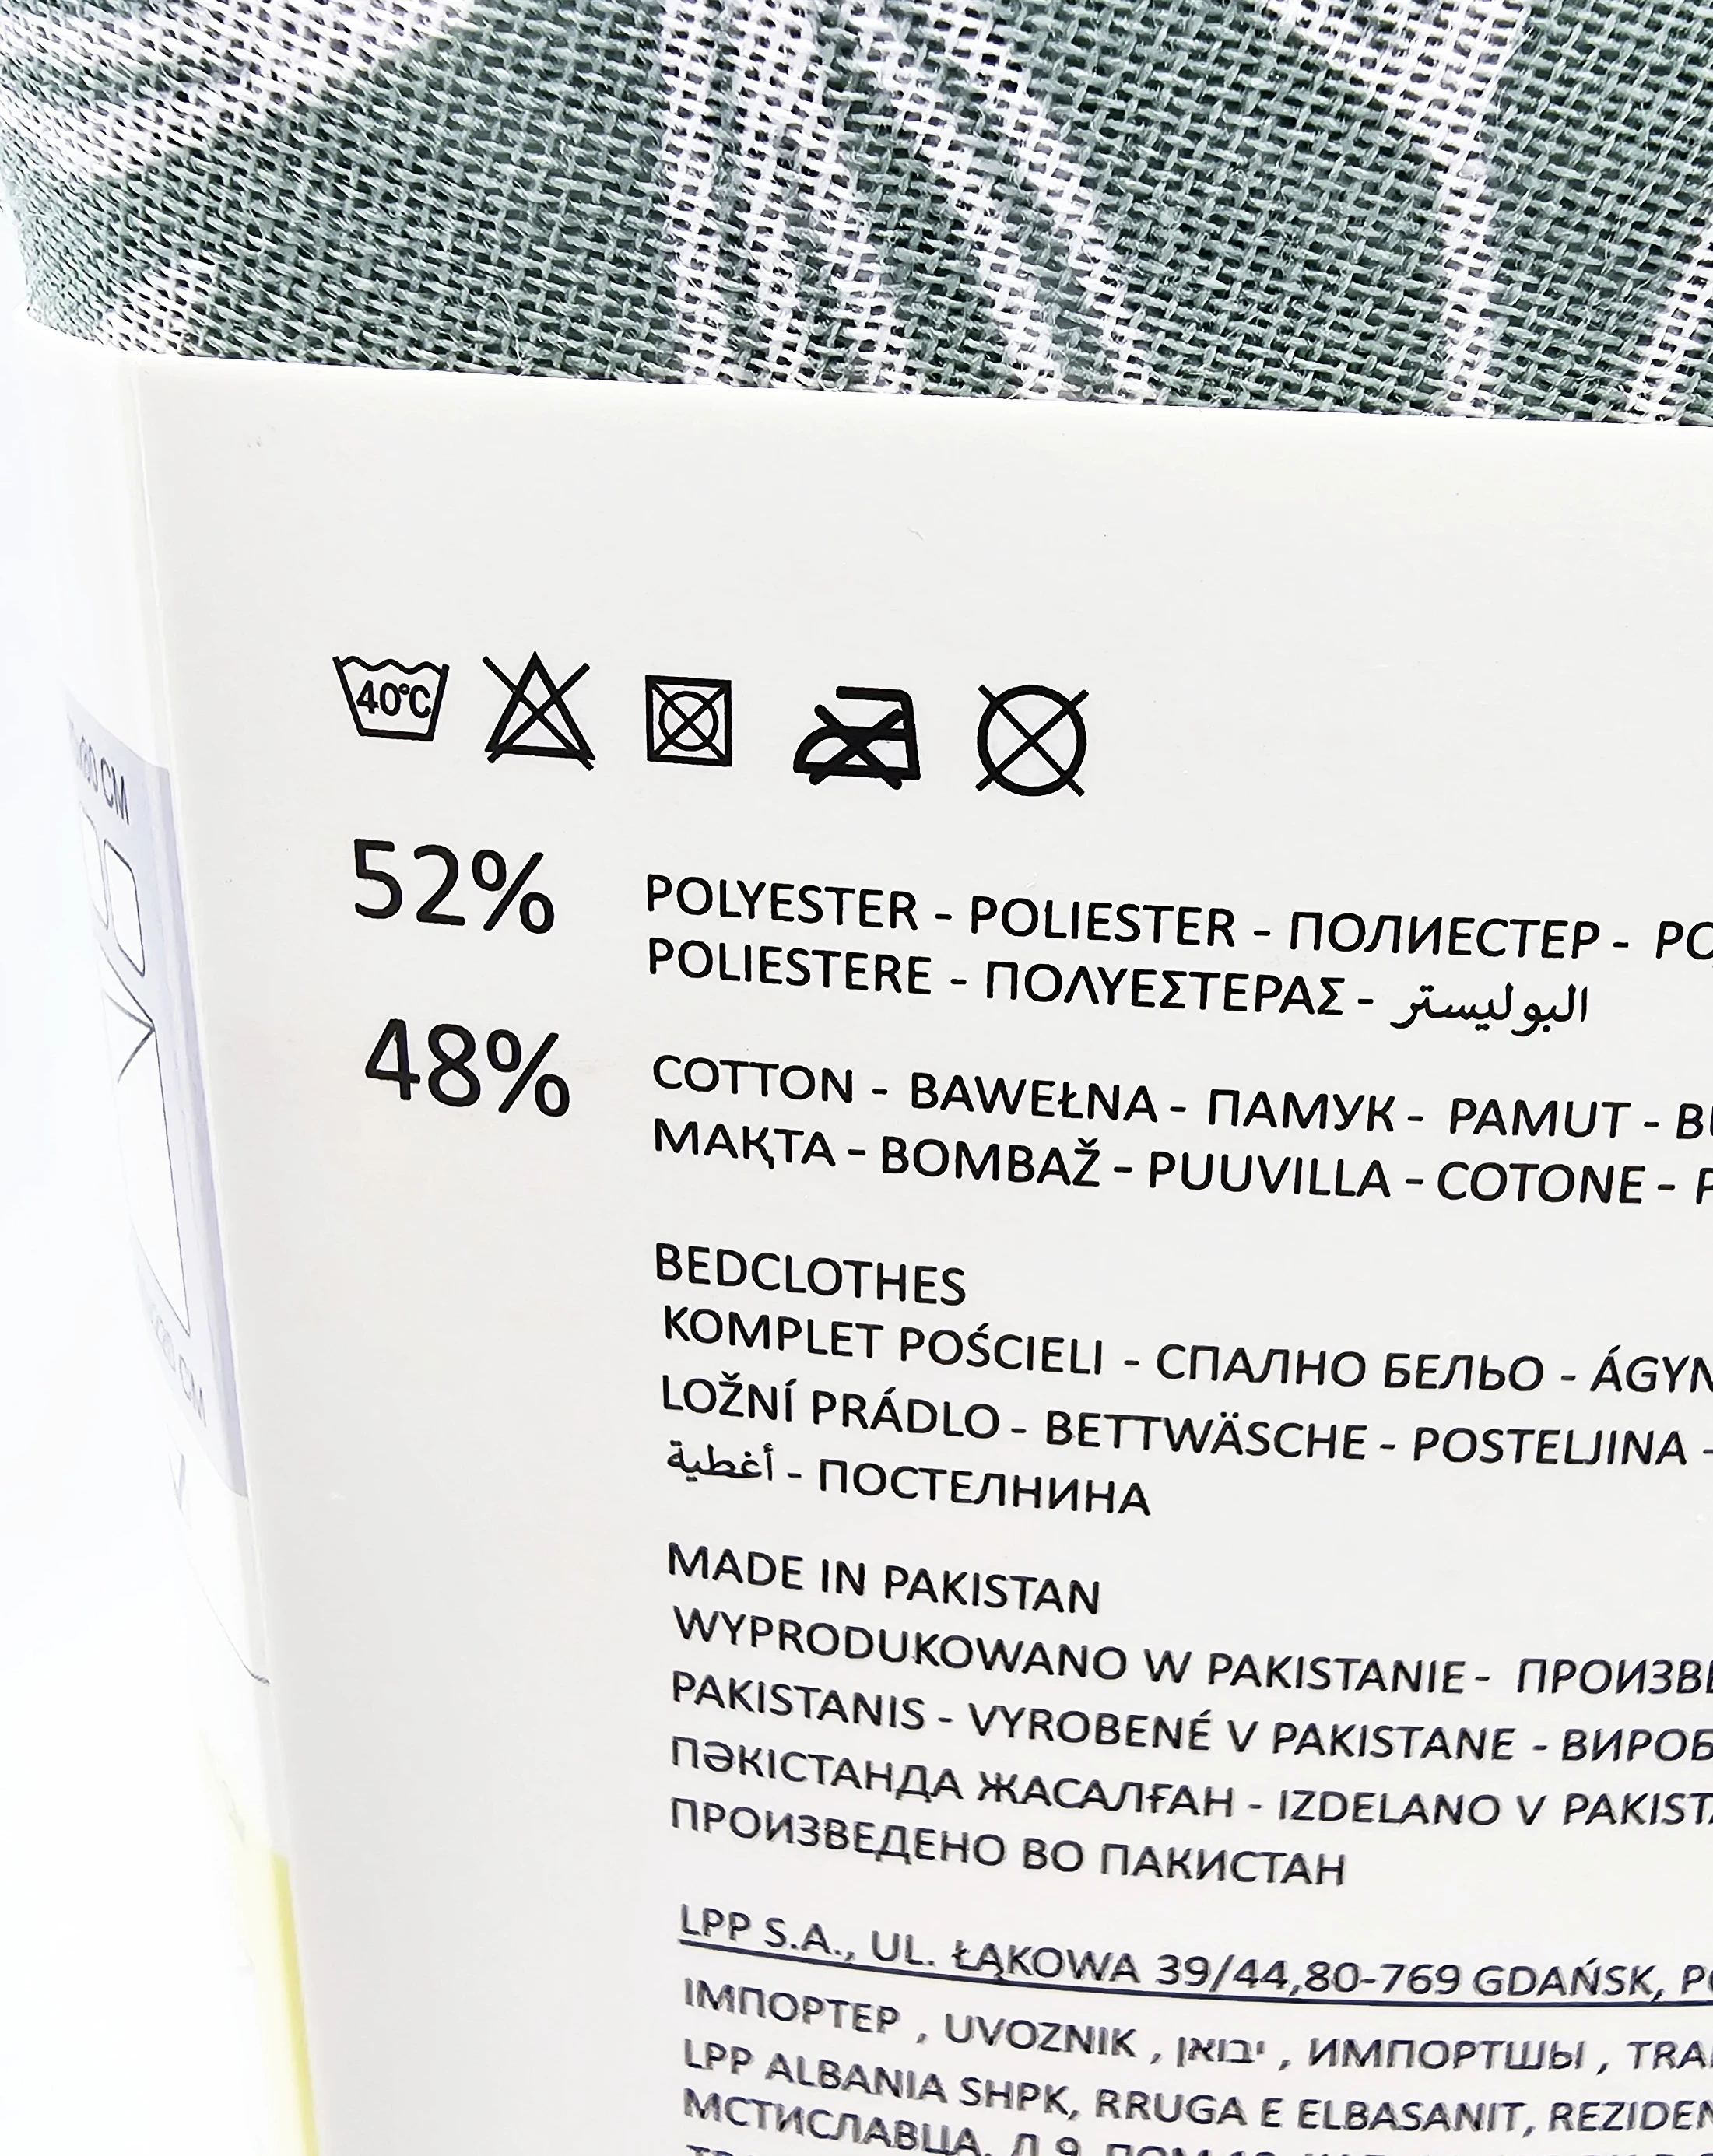 40°C
52%
POLYESTER - POLIESTER - ПОЛИЕСТЕР -
POLIESTERE - ΠΟΛΥΕΣΤΕΡΑΣ - البوليستر
48%
COTTON - BAWEŁNA - ПАМУК - PAMUT -
МАҚТА - BOMBAŽ - PUUVILLA - COTONE -
BEDCLOTHES
KOMPLET POŚCIELI - СПАЛНО БЕЛЬО -
LOŽNÍ PRÁDLO - BETTWÄSCHE - POSTELJINA -
أغطية - ПОСТЕЛНИНА
MADE IN PAKISTAN
WYPRODUKOWANO W PAKISTANIE -
PAKISTANIS - VYROBENÉ V PAKISTANE -
ПӘКІСТАНДА ЖАСАЛҒАН - IZDELANO V
ПРОИЗВЕДЕНО ВО ПАКИСТАН
LPP S.A., UL. ŁĄKOWA 39/44,80-769 GDAŃSK,
ІМПОРТЕР , UVOZNIK , יבואן , ИМПОРТШЫ ,
LPP ALBANIA SHPK, RRUGA E ELBASANIT,
МСТИСЛАВЦА,